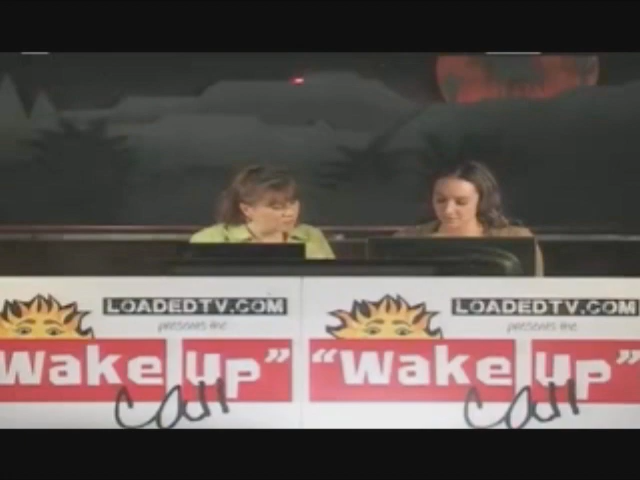 LOADEDTV.COM
presents the
Wake Up"
Call
LOADEDTV.COM
presents the
"Wake Up"
Call